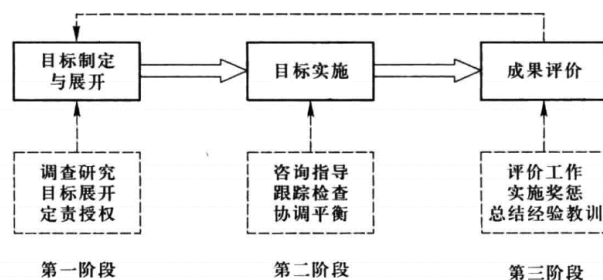 目标制定
与展开
目标实施
成果评价
调查研究
目标展开
定责授权
咨询指导
跟踪检查
协调平衡
评价工作
实施奖惩
总结经验教训
第一阶段
第二阶段
第三阶段